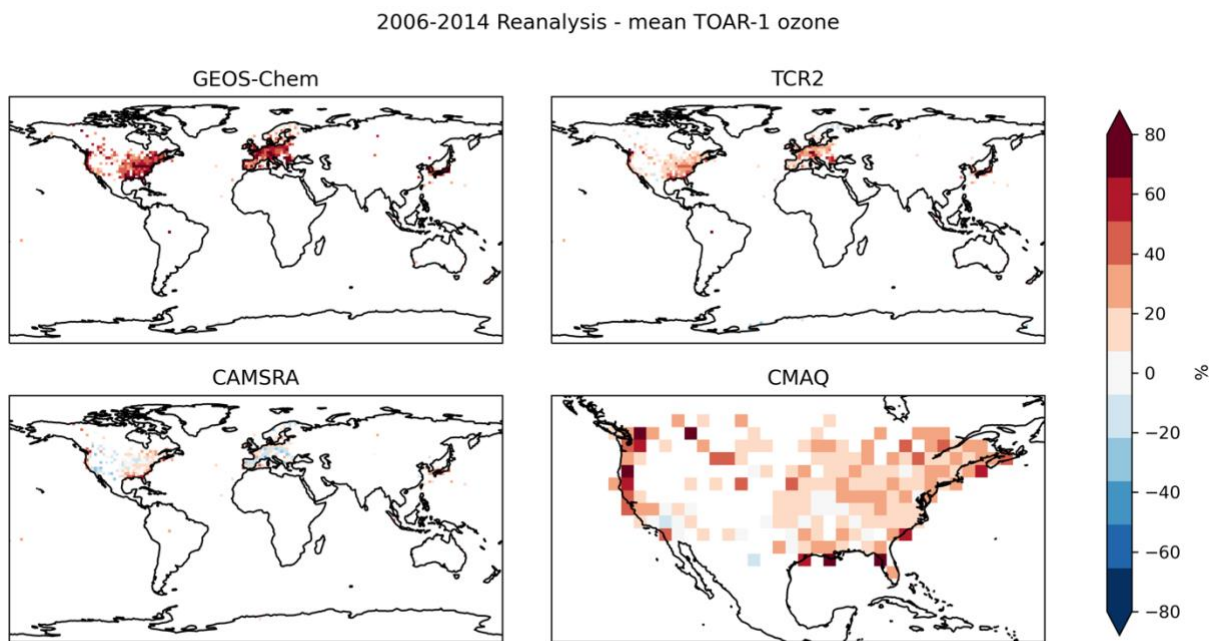 2006-2014 Reanalysis - mean TOAR-1 ozone
GEOS-Chem
TCR2
CAMSRA
CMAQ
80
60
40
20
0
−20
−40
−60
−80
%